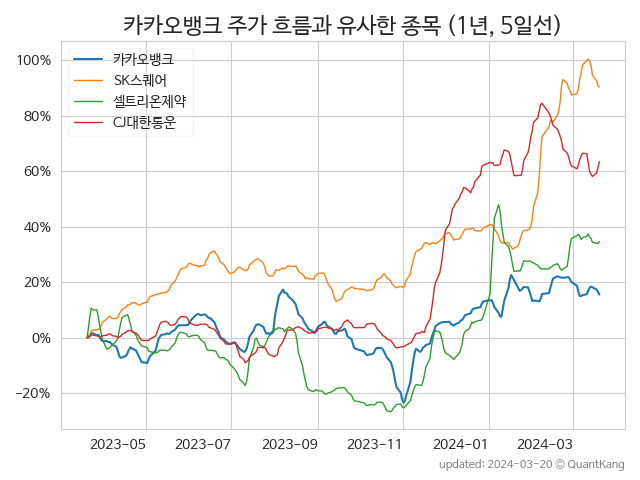 카카오뱅크 주가 흐름과 유사한 종목 (1년, 5일선)
카카오뱅크
SK스퀘어
셀트리온제약
CJ대한통운
100%
80%
60%
40%
20%
0%
−20%
2023-05 2023-07 2023-09 2023-11 2024-01 2024-03
updated: 2024-03-20 © QuantKang